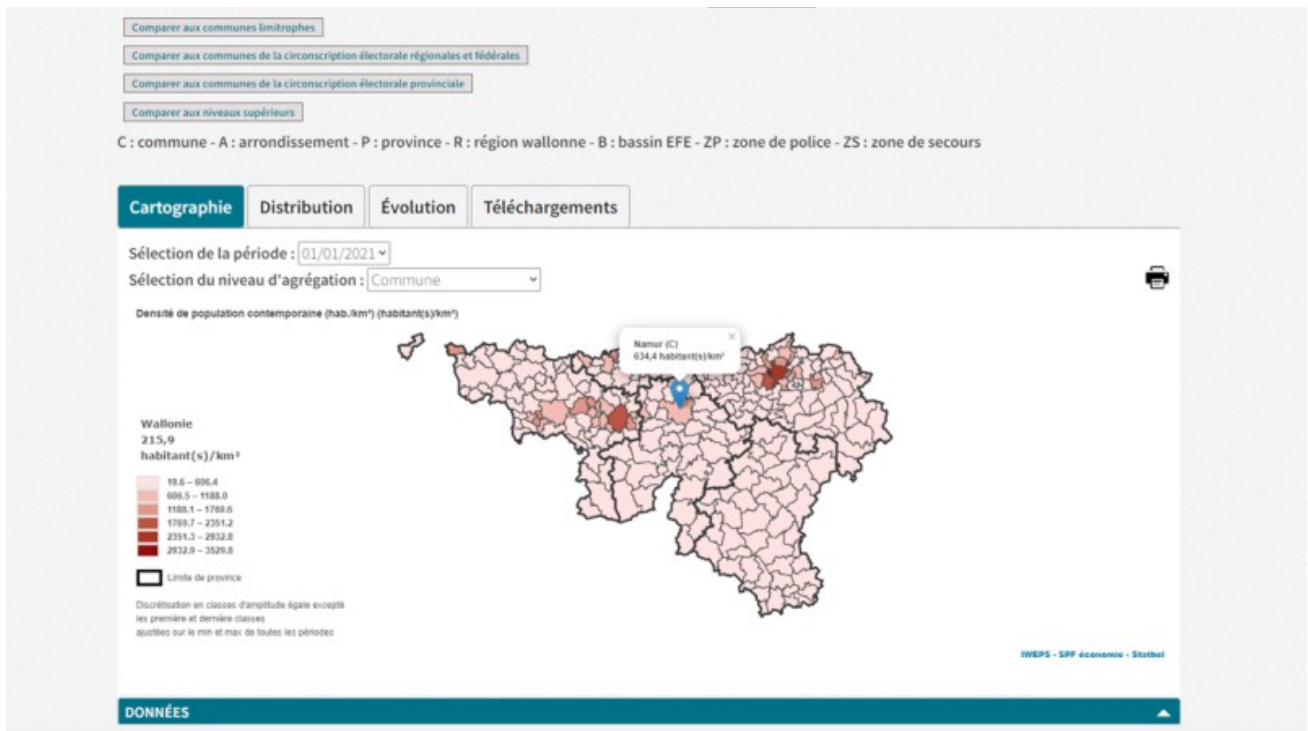 Comparer aux communes limitrophes
Comparer aux communes de la circonscription électorale régionales et fédérales
Comparer aux communes de la circonscription électorale provinciale
Comparer aux niveaux supérieurs
C : commune - A : arrondissement - P : province - R : région wallonne - B : bassin EFE - ZP : zone de police - ZS : zone de secours
Cartographie Distribution Évolution Téléchargements
Sélection de la période : 01/01/2021
Sélection du niveau d'agrégation : Commune
Densité de population contemporaine (hab./km²) (habitant(s)/km²)
Namur (C)
634,4 habitant(s)/km²
Wallonie
215,9
habitant(s)/km²
19.6 – 606.4
606.5 – 1188.0
1188.1 – 1769.6
1769.7 – 2351.2
2351.3 – 2932.8
2932.9 – 3529.8
Limite de province
Discrétisation en classes d'amplitude égale excepté
les première et dernière classes
ajustées sur le min et max de toutes les périodes
IWEPS - SPF économie - Statbel
DONNÉES